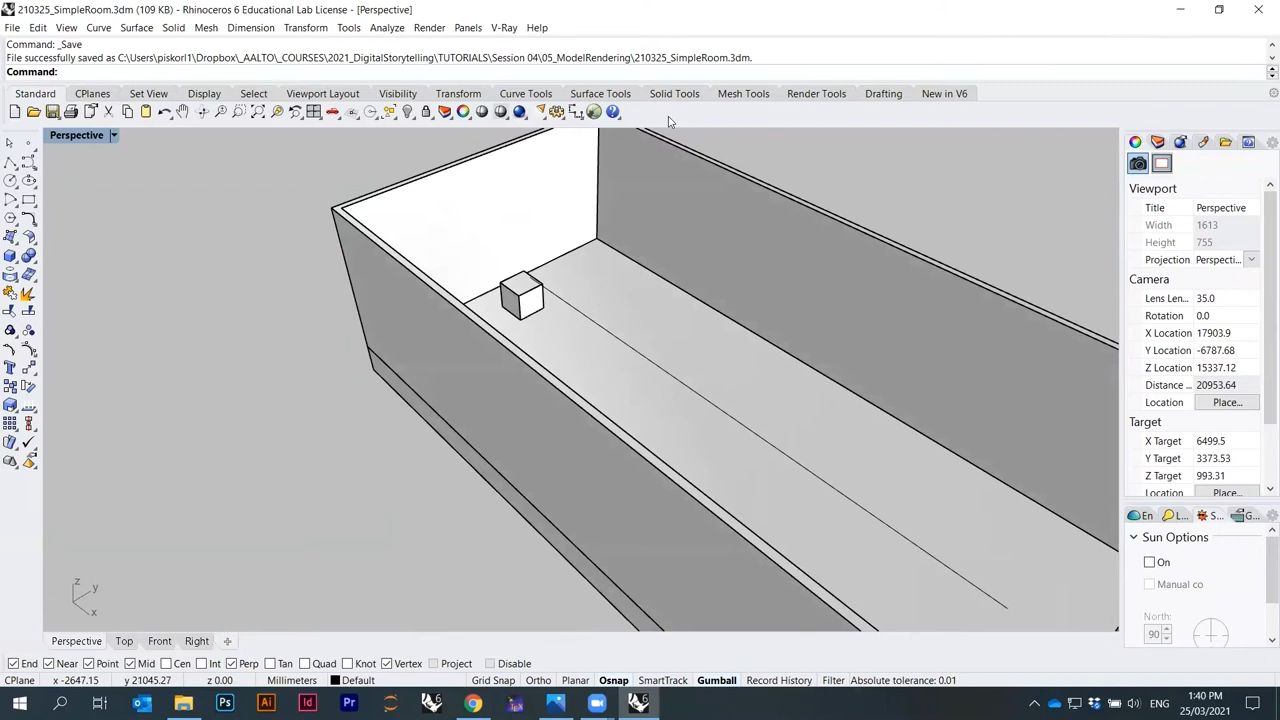 210325_SimpleRoom.3dm (109 KB) - Rhinoceros 6 Educational Lab License - [Perspective]
File Edit View Curve Surface Solid Mesh Dimension Transform Tools Analyze Render Panels V-Ray Help
Command: _Save
File successfully saved as C:\Users\piskorl1\Dropbox\_AALTO\_COURSES\2021_DigitalStorytelling\TUTORIALS\Session 04\05_ModelRendering\210325_SimpleRoom.3dm.
Command:
Standard CPlanes Set View Display Select Viewport Layout Visibility Transform Curve Tools Surface Tools Solid Tools Mesh Tools Render Tools Drafting New in V6
Perspective
Viewport
Title Perspective
Width 1613
Height 755
Projection Perspecti...
Camera
Lens Len... 35.0
Rotation 0.0
X Location 17903.9
Y Location -6787.68
Z Location 15337.12
Distance ... 20953.64
Location Place...
Target
X Target 6499.5
Y Target 3373.53
Z Target 993.31
Location Place...
En L... S... G...
Sun Options
On
Manual co
North:
90
z
y
x
Perspective Top Front Right
End Near Point Mid Cen Int Perp Tan Quad Knot Vertex Project Disable
CPlane x -2647.15 y 21045.27 z 0.00 Millimeters Default Grid Snap Ortho Planar Osnap SmartTrack Gumball Record History Filter Absolute tolerance: 0.01
Ps Ai Id Pr 6 6
1:40 PM
25/03/2021